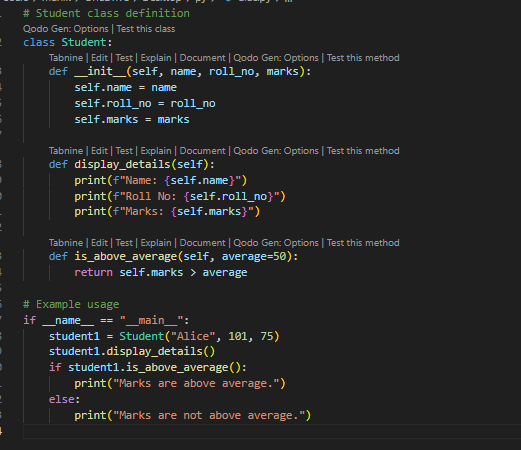 # Student class definition
Qodo Gen: Options | Test this class
class Student:
Tabnine | Edit | Test | Explain | Document | Qodo Gen: Options | Test this method
def __init__(self, name, roll_no, marks):
self.name = name
self.roll_no = roll_no
self.marks = marks
Tabnine | Edit | Test | Explain | Document | Qodo Gen: Options | Test this method
def display_details(self):
print(f"Name: {self.name}")
print(f"Roll No: {self.roll_no}")
print(f"Marks: {self.marks}")
Tabnine | Edit | Test | Explain | Document | Qodo Gen: Options | Test this method
def is_above_average(self, average=50):
return self.marks > average
# Example usage
if __name__ == "__main__":
student1 = Student("Alice", 101, 75)
student1.display_details()
if student1.is_above_average():
print("Marks are above average.")
else:
print("Marks are not above average.")